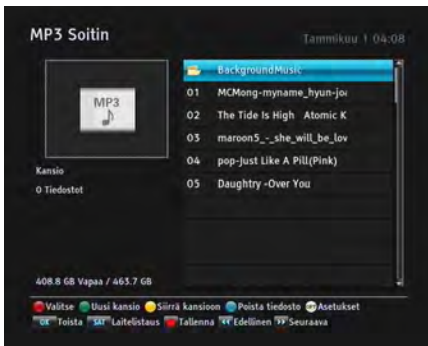 MP3 Soitin
Tammikuu 1 04:08
MP3
BackgroundMusic
01 MCMong-myname_hyun-joo
02 The Tide Is High Atomic K
03 maroon5_-_she_will_be_lov
04 pop-Just Like A Pill(Pink)
05 Daughtry -Over You
Kansio
0 Tiedostot
408.8 GB Vapaa / 463.7 GB
Valitse Uusi kansio Siirrä kansioon Poista tiedosto OPT Asetukset
OK Toista SAT Laitelistaus Tallenna Edellinen Seuraava